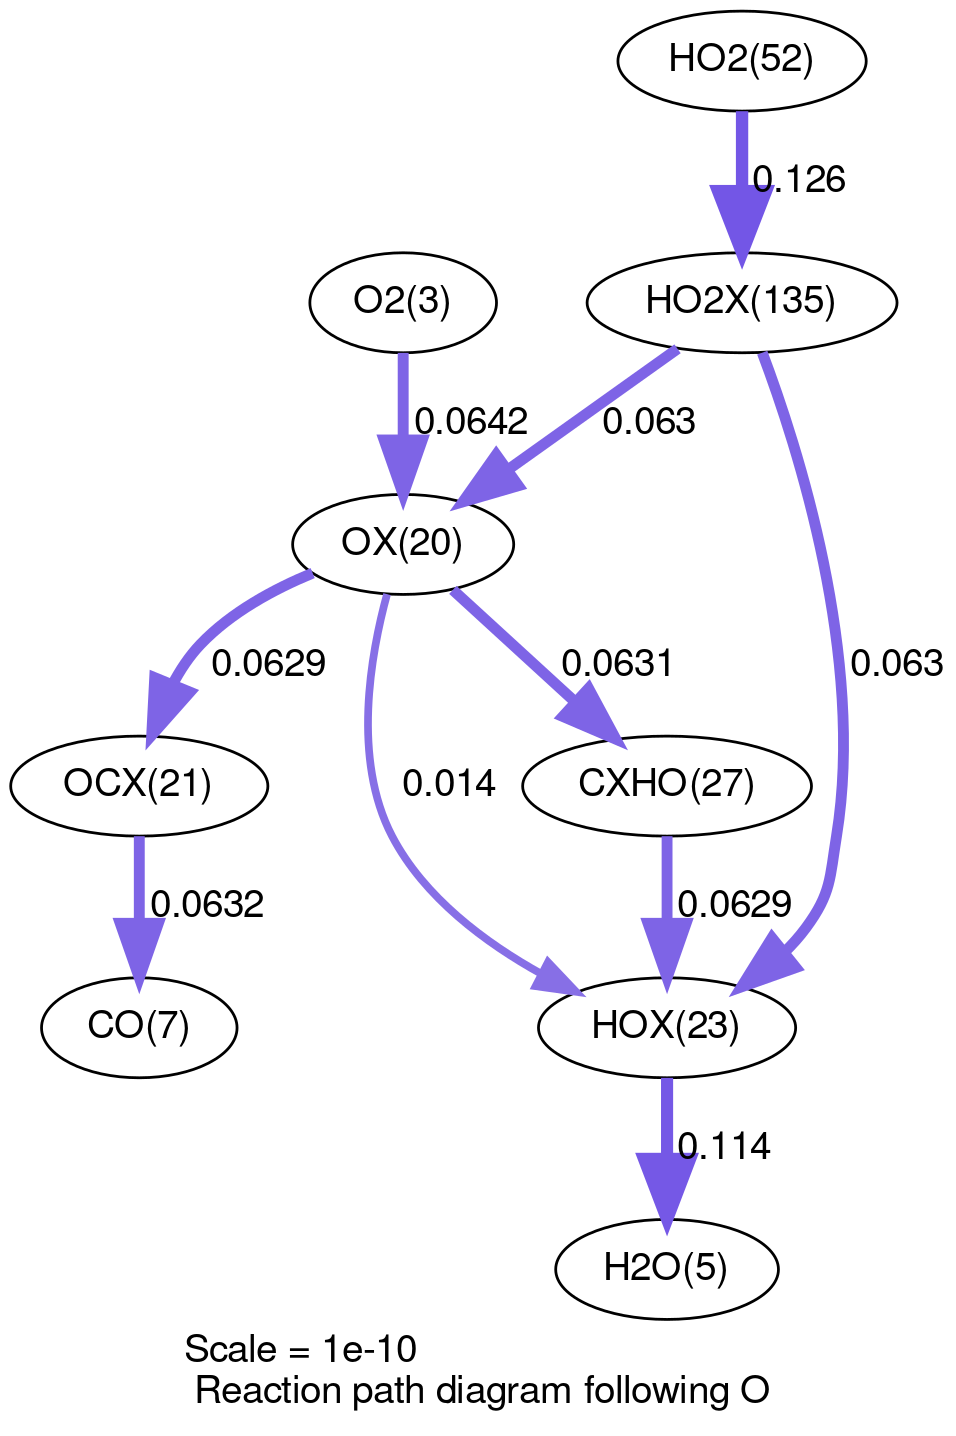 HO2(52)
0.126
O2(3)
HO2X(135)
0.0642
0.063
OX(20)
0.0629
0.0631
0.063
OCX(21)
0.014
CXHO(27)
0.0632
0.0629
CO(7)
HOX(23)
0.114
H2O(5)
Scale = 1e-10
Reaction path diagram following O